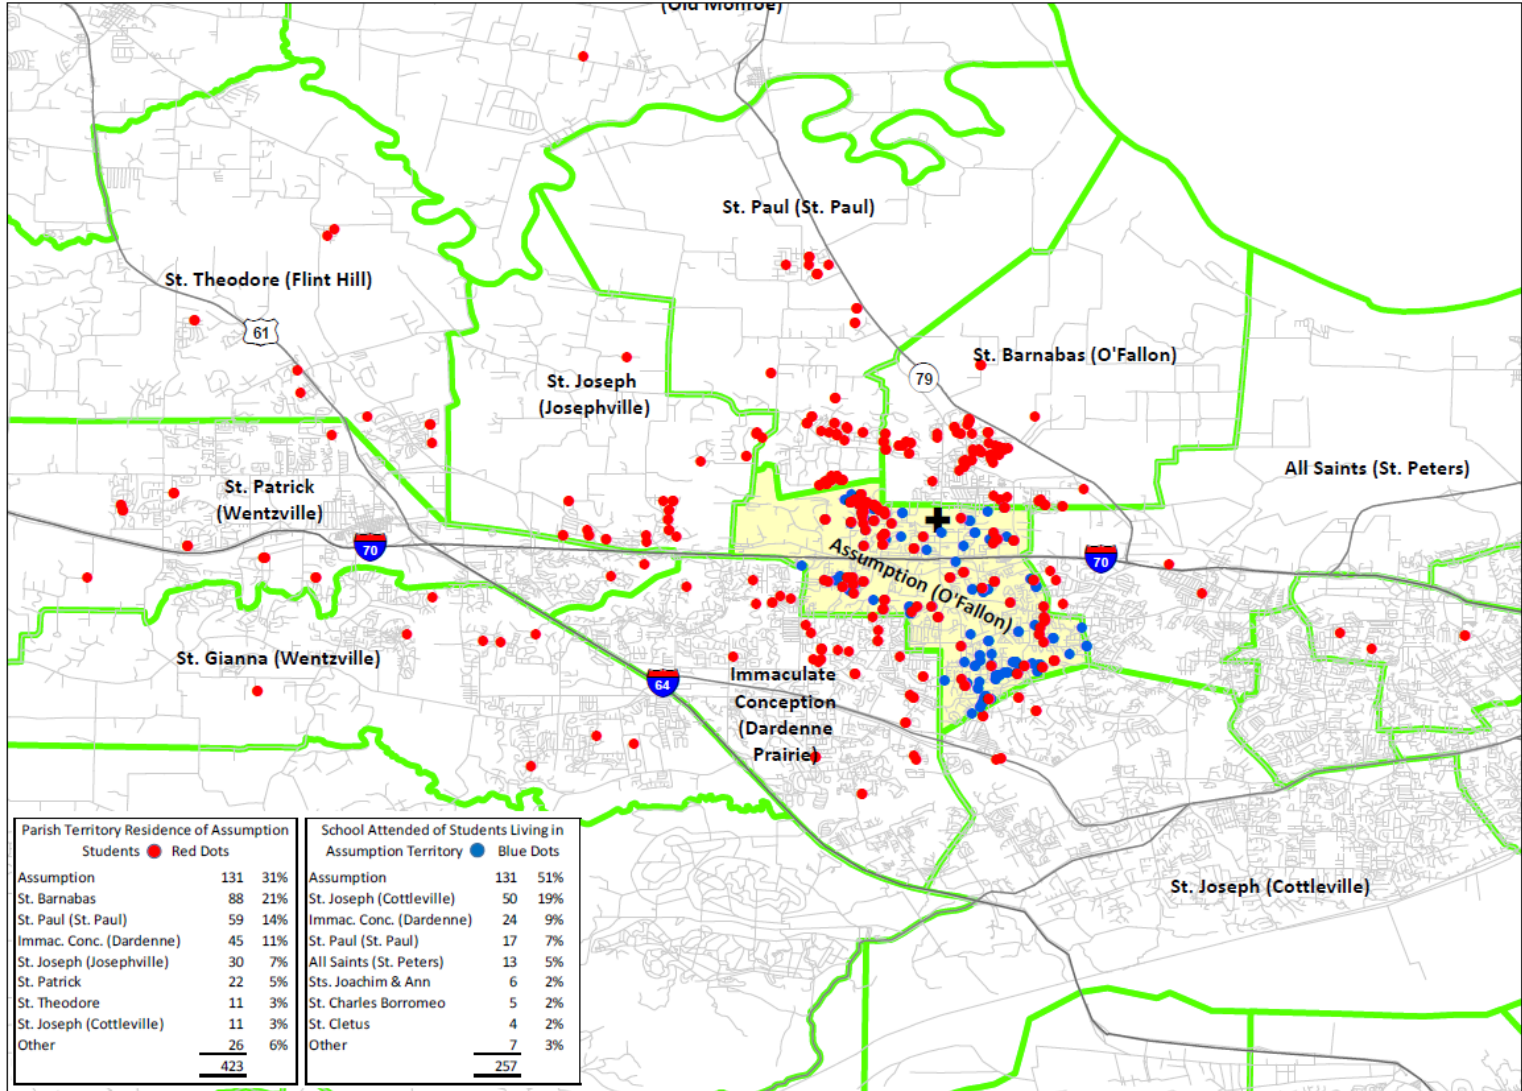 (Old Monroe)
St. Paul (St. Paul)
St. Theodore (Flint Hill)
61
St. Barnabas (O'Fallon)
79
St. Joseph
(Josephville)
All Saints (St. Peters)
St. Patrick
(Wentzville)
70
Assumption (O'Fallon)
70
St. Gianna (Wentzville)
64
Immaculate
Conception
(Dardenne
Prairie)
St. Joseph (Cottleville)
Parish Territory Residence of Assumption
Students Red Dots
Assumption 131 31%
St. Barnabas 88 21%
St. Paul (St. Paul) 59 14%
Immac. Conc. (Dardenne) 45 11%
St. Joseph (Josephville) 30 7%
St. Patrick 22 5%
St. Theodore 11 3%
St. Joseph (Cottleville) 11 3%
Other 26 6%
423
School Attended of Students Living in
Assumption Territory Blue Dots
Assumption 131 51%
St. Joseph (Cottleville) 50 19%
Immac. Conc. (Dardenne) 24 9%
St. Paul (St. Paul) 17 7%
All Saints (St. Peters) 13 5%
Sts. Joachim & Ann 6 2%
St. Charles Borromeo 5 2%
St. Cletus 4 2%
Other 7 3%
257